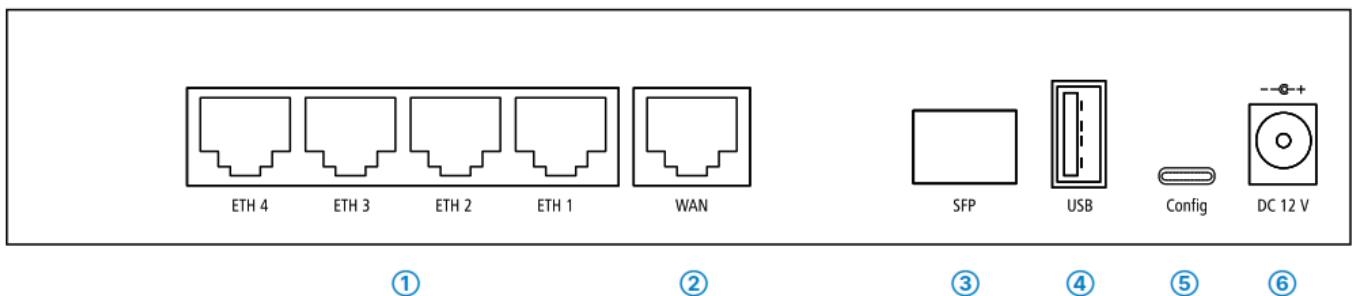 ETH 4 ETH 3 ETH 2 ETH 1 WAN SFP USB Config DC 12 V
① ② ③ ④ ⑤ ⑥